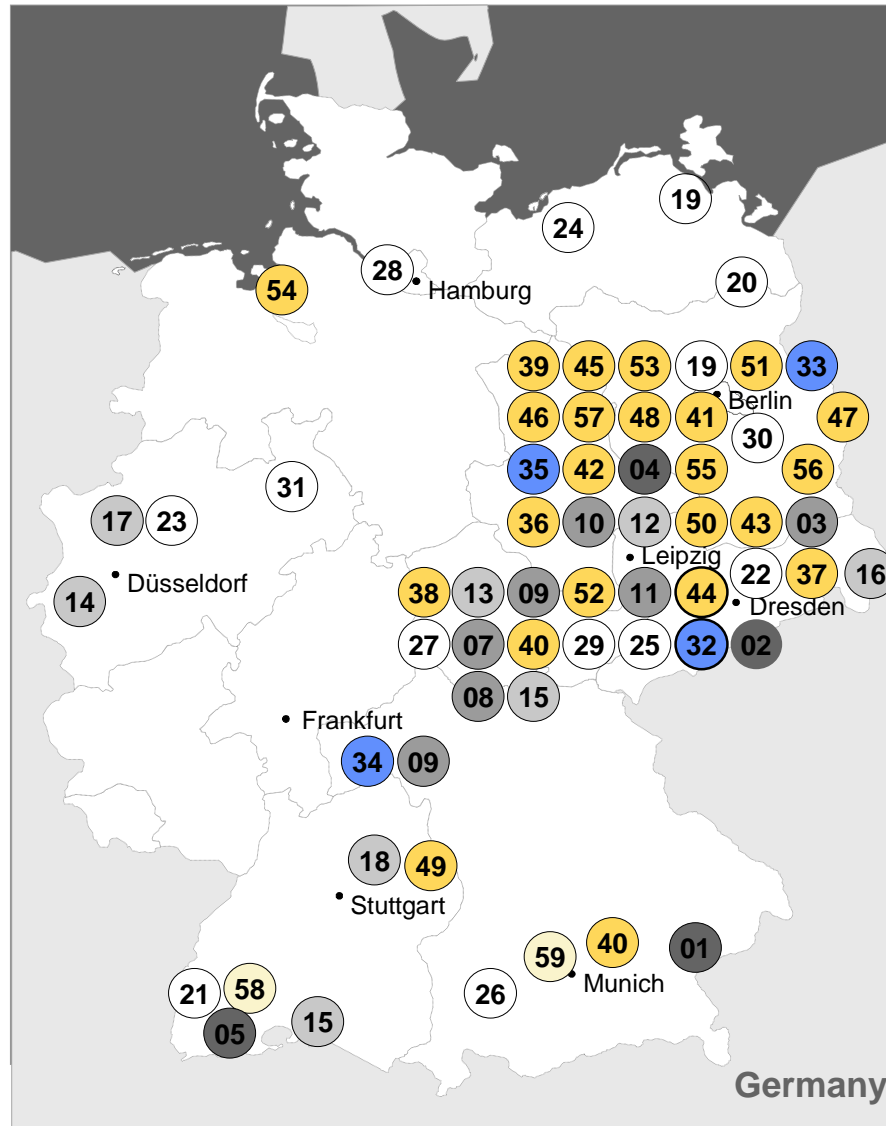 19
24
28
54
Hamburg
20
39 45 53 19 51 33
Berlin
46 57 48 41 47
30
35 42 04 55 56
31
17 23
36 10 12 50 43 03
Leipzig
Düsseldorf
22 37 16
14
38 13 09 52 11 44
Dresden
27 07 40 29 25 32 02
08 15
Frankfurt
34 09
18 49
Stuttgart
40 01
59
Munich
21 58
26
05 15
Germany